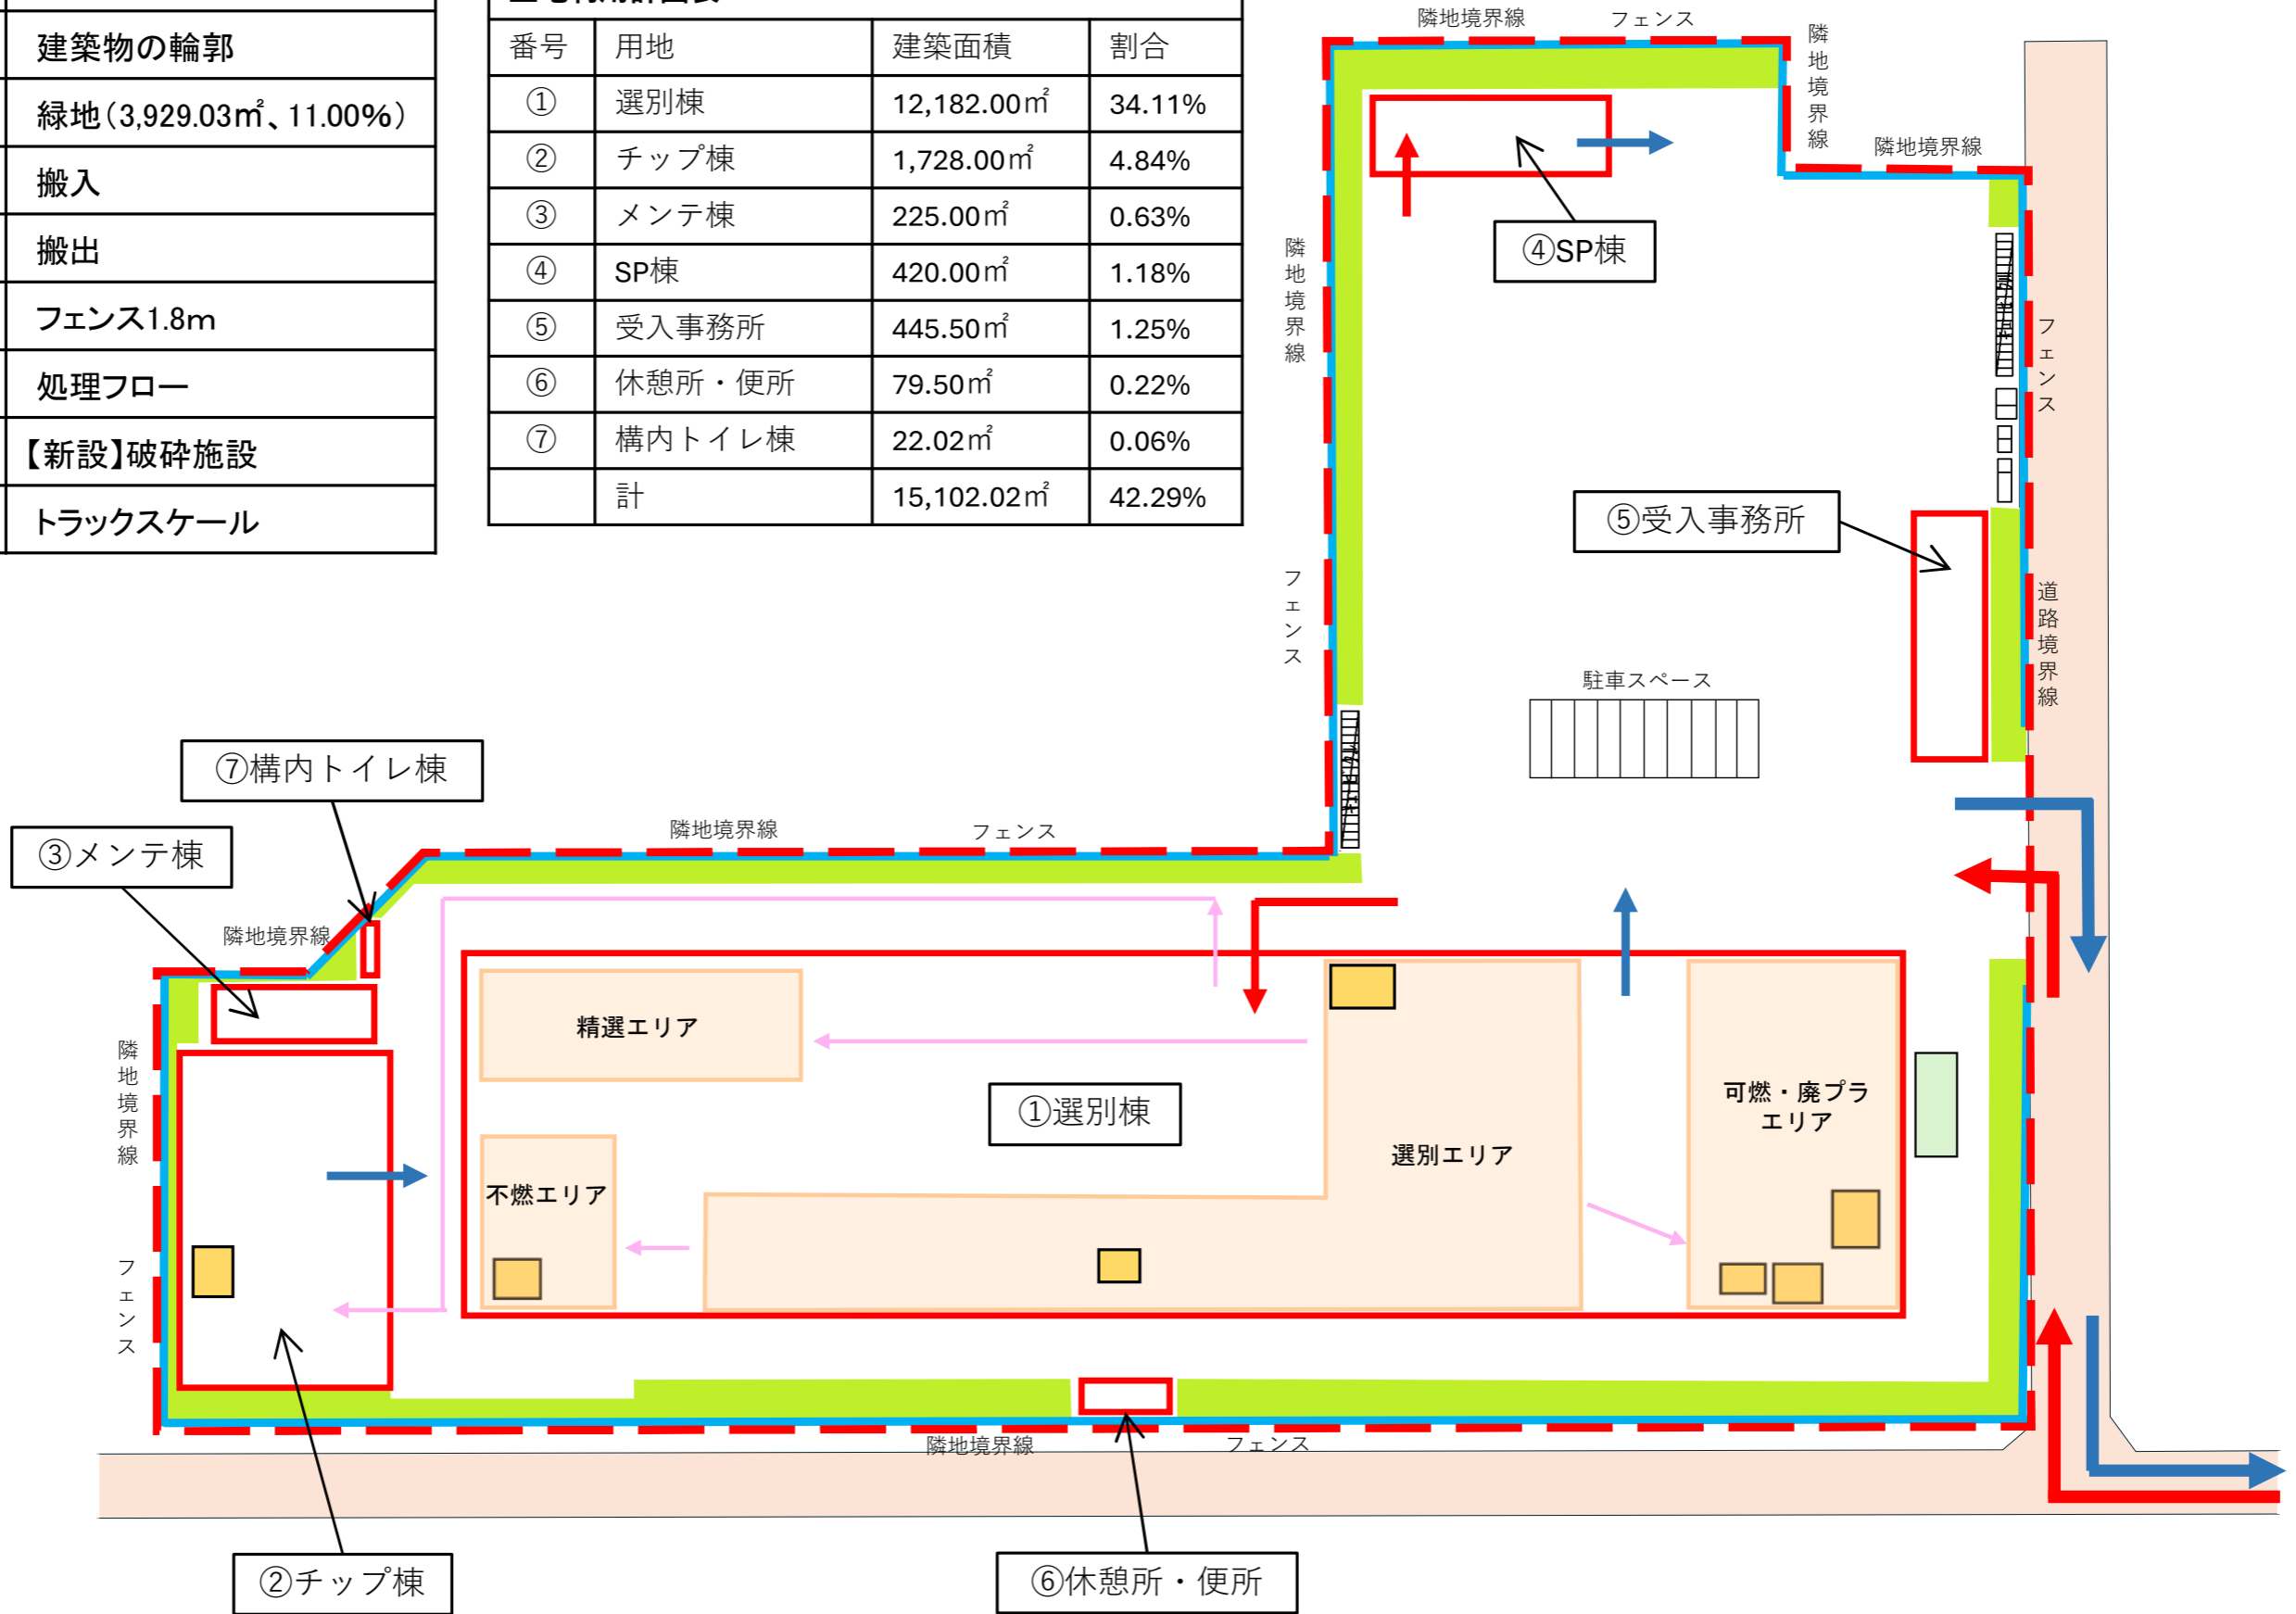 建築物の輪郭
緑地(3,929.03㎡、11.00%)
搬入
搬出
フェンス1.8m
処理フロー
【新設】破砕施設
トラックスケール
番号 用地 建築面積 割合
① 選別棟 12,182.00㎡ 34.11%
② チップ棟 1,728.00㎡ 4.84%
③ メンテ棟 225.00㎡ 0.63%
④ SP棟 420.00㎡ 1.18%
⑤ 受入事務所 445.50㎡ 1.25%
⑥ 休憩所・便所 79.50㎡ 0.22%
⑦ 構内トイレ棟 22.02㎡ 0.06%
計 15,102.02㎡ 42.29%
隣地境界線
フェンス
隣地境界線
隣地境界線
隣地境界線
④SP棟
フェンス
⑤受入事務所
フェンス
道路境界線
駐車スペース
⑦構内トイレ棟
隣地境界線
フェンス
③メンテ棟
隣地境界線
精選エリア
隣地境界線
①選別棟
可燃・廃プラ
エリア
選別エリア
不燃エリア
フェンス
隣地境界線
フェンス
②チップ棟
⑥休憩所・便所